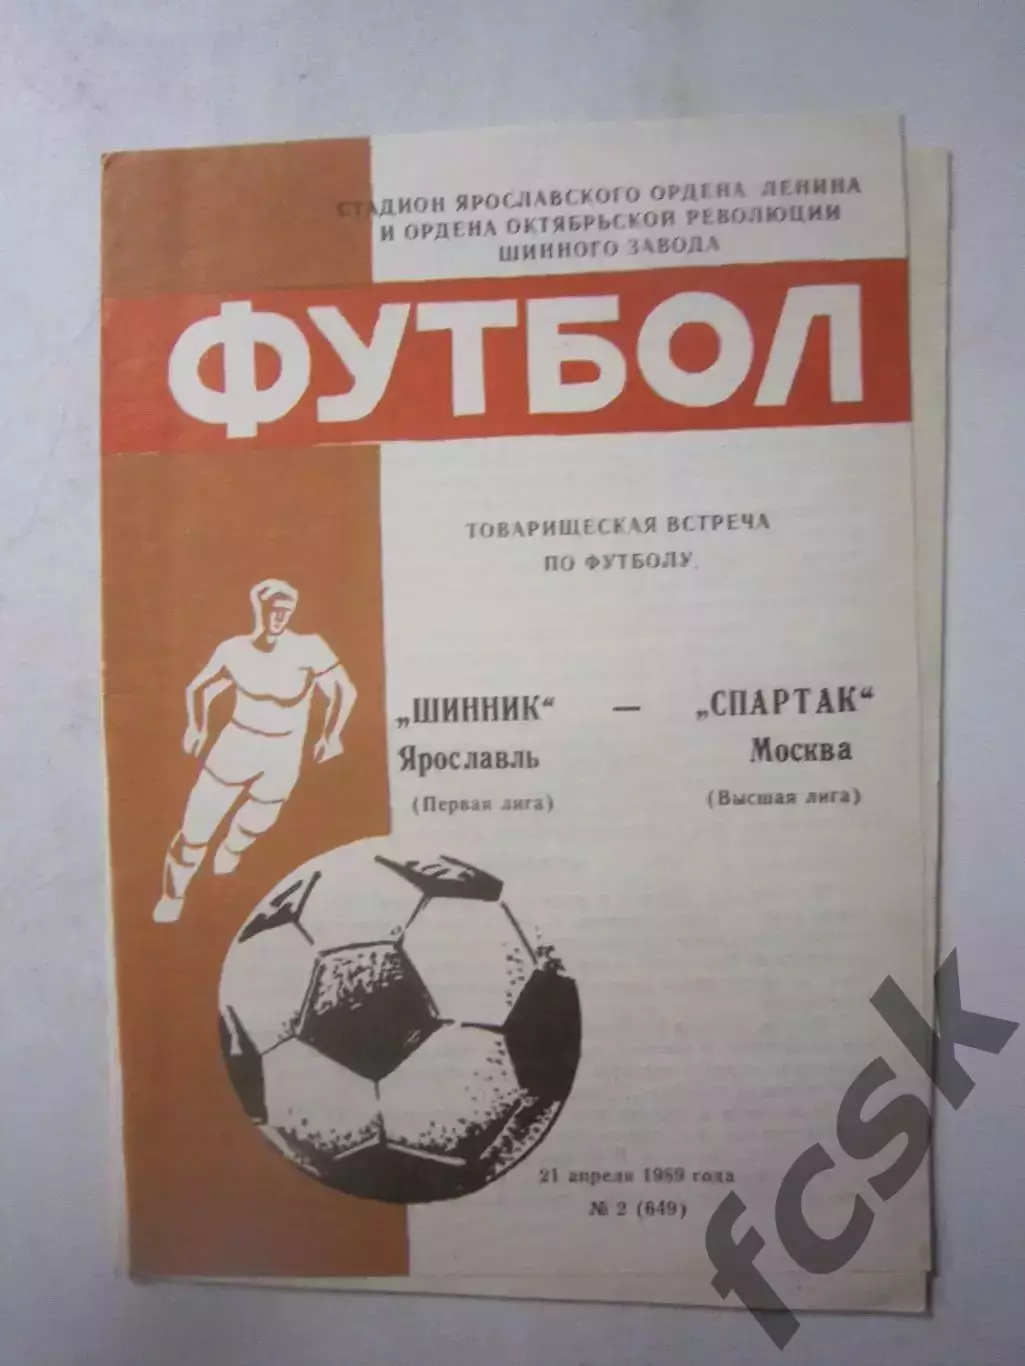 СТАДИОН ЯРОСЛАВСКОГО ОРДЕНА ЛЕНИНА
И ОРДЕНА ОКТЯБРЬСКОЙ РЕВОЛЮЦИИ
ШИННОГО ЗАВОДА
ФУТБОЛ
ТОВАРИЩЕСКАЯ ВСТРЕЧА
ПО ФУТБОЛУ.
„ШИННИК“ — „СПАРТАК“
Ярославль Москва
(Первая лига) (Высшая лига)
21 апреля 1989 года
№ 2 (649)
fcsk